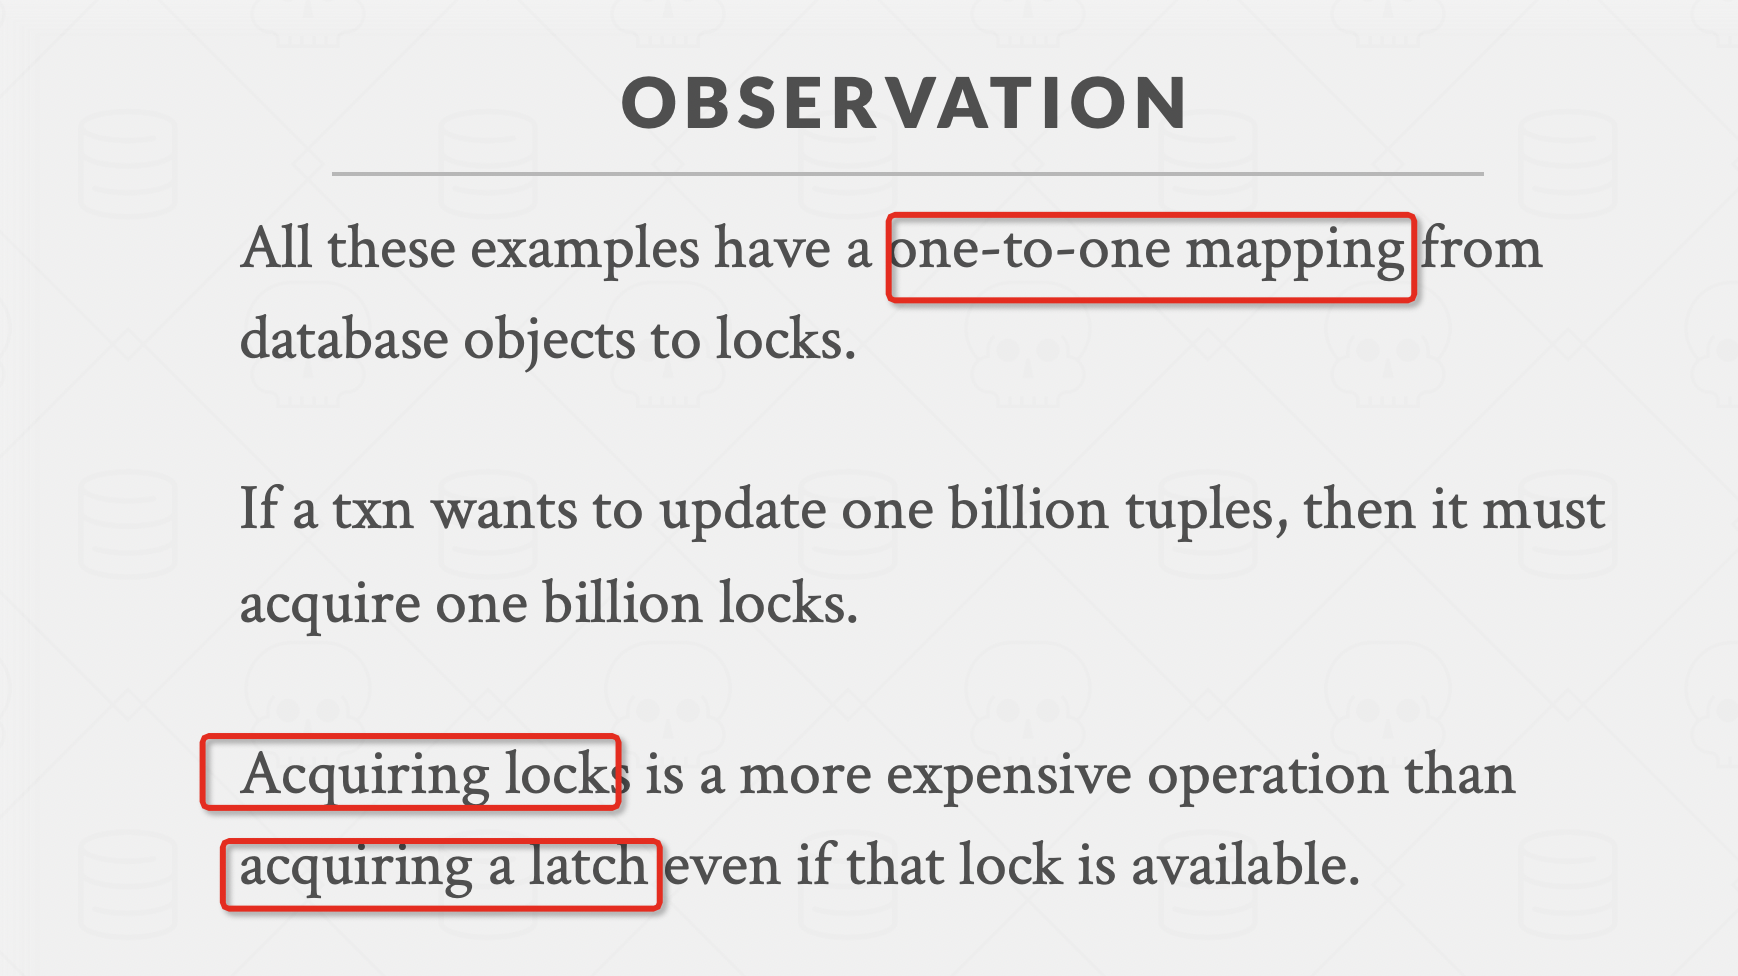 OBSERVATION
All these examples have a one-to-one mapping from
database objects to locks.
If a txn wants to update one billion tuples, then it must
acquire one billion locks.
Acquiring locks is a more expensive operation than
acquiring a latch even if that lock is available.